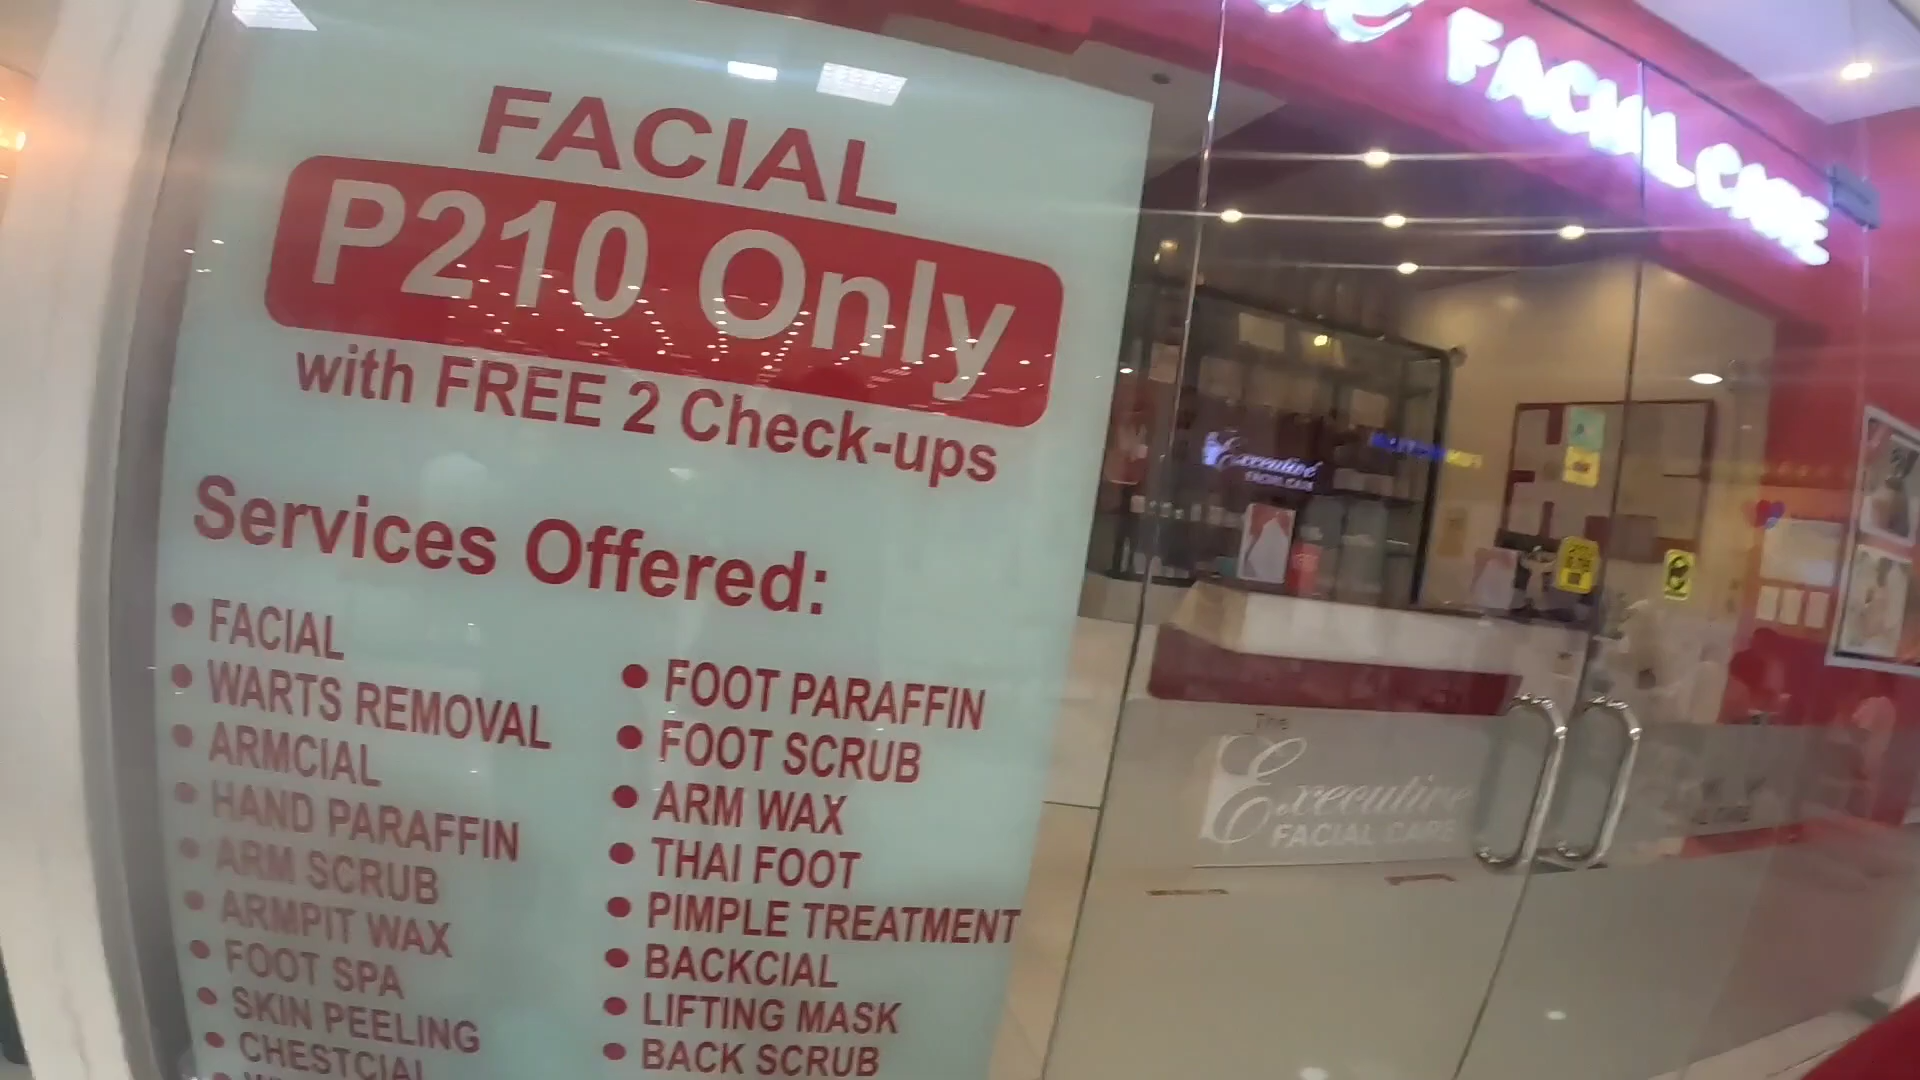 FACIAL
P210 Only
with FREE 2 Check-ups
Services Offered:
• FACIAL
• WARTS REMOVAL
• ARMCIAL
• HAND PARAFFIN
• ARM SCRUB
• ARMPIT WAX
• FOOT SPA
• SKIN PEELING
• CHESTCIAL
• FOOT PARAFFIN
• FOOT SCRUB
• ARM WAX
• THAI FOOT
• PIMPLE TREATMENT
• BACKCIAL
• LIFTING MASK
• BACK SCRUB
FACIAL CARE
Executive
FACIAL CARE
The
Executive
FACIAL CARE